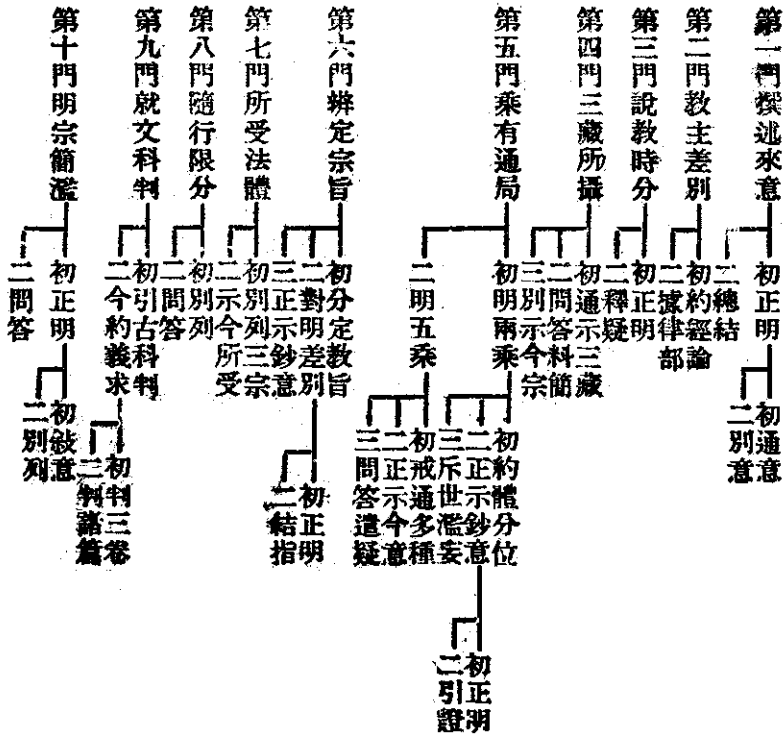 第一門撰述來意
初正明
初通意
二別意
二總結
第二門教主差別
初約經論
二據律部
第三門說教時分
初正明
二釋疑
第四門三藏所攝
初通示三藏
二問答料簡
三別示今宗
第五門乘有通局
初明兩乘
初約體分位
二正示鈔意
初正明
二引證
三斥世濫妄
二明五乘
初戒通多種
二正示今意
三問答遣疑
第六門辨定宗旨
初分定教旨
二對明差別
初正明
二結指
三正示鈔意
第七門所受法體
初別列三宗
二示今所受
第八門隨行限分
初別列
二問答
第九門就文科判
初引古科判
二今約義求
初判三卷
二判諸篇
第十門明宗簡濫
初正明
初敍意
二別列
二問答